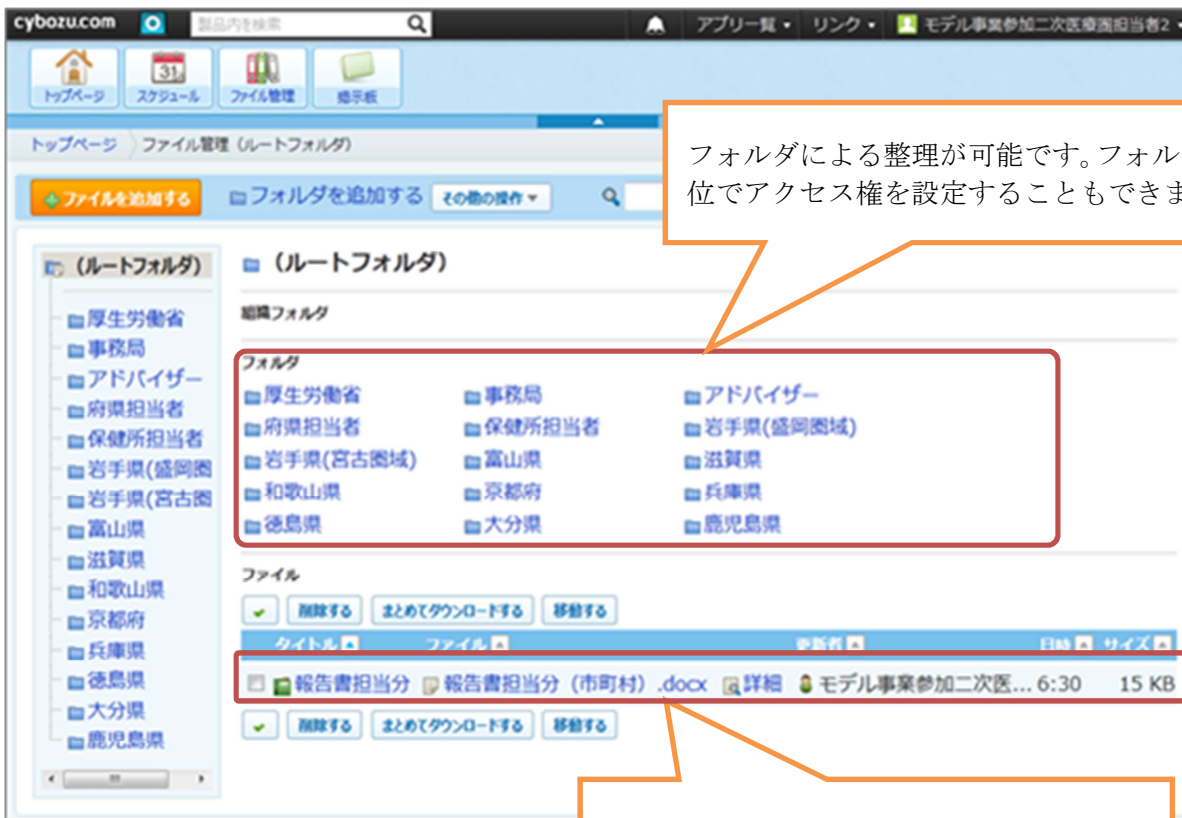 cybozu.com 製品内を検索 アプリ一覧 リンク モデル事業参加二次医療圏担当者2
トップページ スケジュール ファイル管理 掲示板
トップページ ファイル管理 (ルートフォルダ)
フォルダによる整理が可能です。フォル
位でアクセス権を設定することもできま
ファイルを追加する フォルダを追加する その他の操作
(ルートフォルダ)
厚生労働省
事務局
アドバイザー
府県担当者
保健所担当者
岩手県(盛岡圏
岩手県(宮古圏
富山県
滋賀県
和歌山県
京都府
兵庫県
徳島県
大分県
鹿児島県
(ルートフォルダ)
組織フォルダ
フォルダ
厚生労働省 事務局 アドバイザー
府県担当者 保健所担当者 岩手県(盛岡圏域)
岩手県(宮古圏域) 富山県 滋賀県
和歌山県 京都府 兵庫県
徳島県 大分県 鹿児島県
ファイル
削除する まとめてダウンロードする 移動する
タイトル ファイル 更新者 日時 サイズ
報告書担当分 報告書担当分（市町村）.docx 詳細 モデル事業参加二次医... 6:30 15 KB
削除する まとめてダウンロードする 移動する